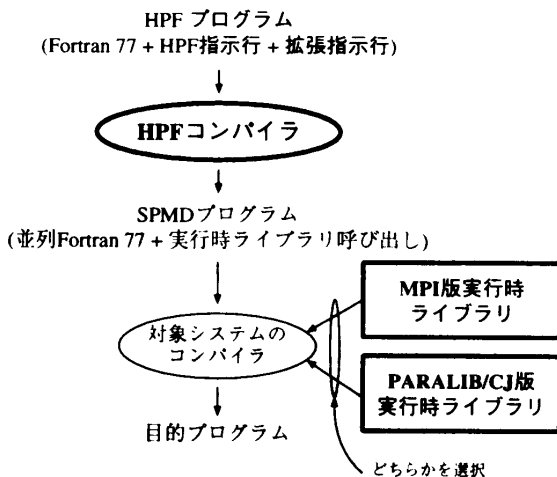 HPF プログラム
(Fortran 77 + HPF指示行 + 拡張指示行)
HPFコンパイラ
SPMDプログラム
(並列Fortran 77 + 実行時ライブラリ呼び出し)
対象システムの
コンパイラ
MPI版実行時
ライブラリ
PARALIB/CJ版
実行時ライブラリ
目的プログラム
どちらかを選択